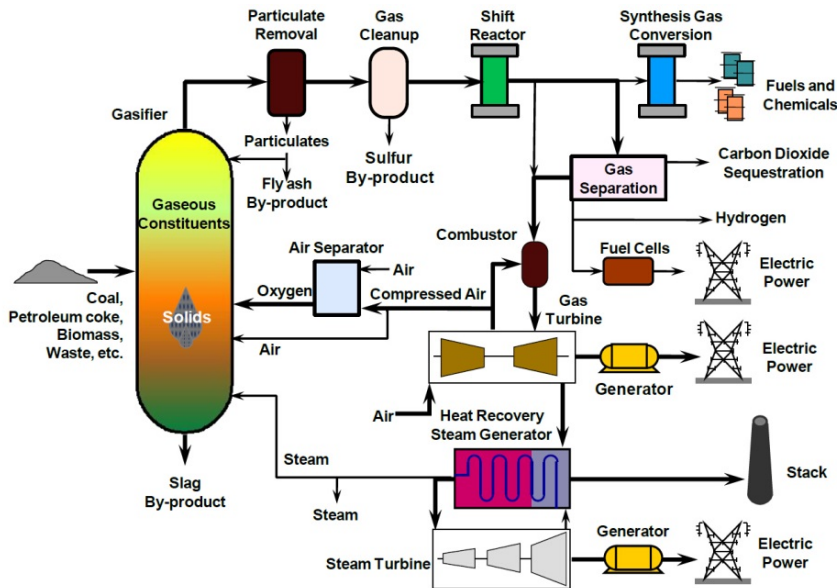 Particulate
Removal
Gas
Cleanup
Shift
Reactor
Synthesis Gas
Conversion
Gasifier
Fuels and
Chemicals
Particulates
Sulfur
By-product
Fly ash
By-product
Gas
Separation
Carbon Dioxide
Sequestration
Gaseous
Constituents
Hydrogen
Combustor
Fuel Cells
Electric
Power
Air Separator
Air
Oxygen
Compressed Air
Gas
Turbine
Coal,
Petroleum coke,
Biomass,
Waste, etc.
Solids
Air
Electric
Power
Generator
Air
Heat Recovery
Steam Generator
Steam
Stack
Slag
By-product
Steam
Generator
Steam Turbine
Electric
Power